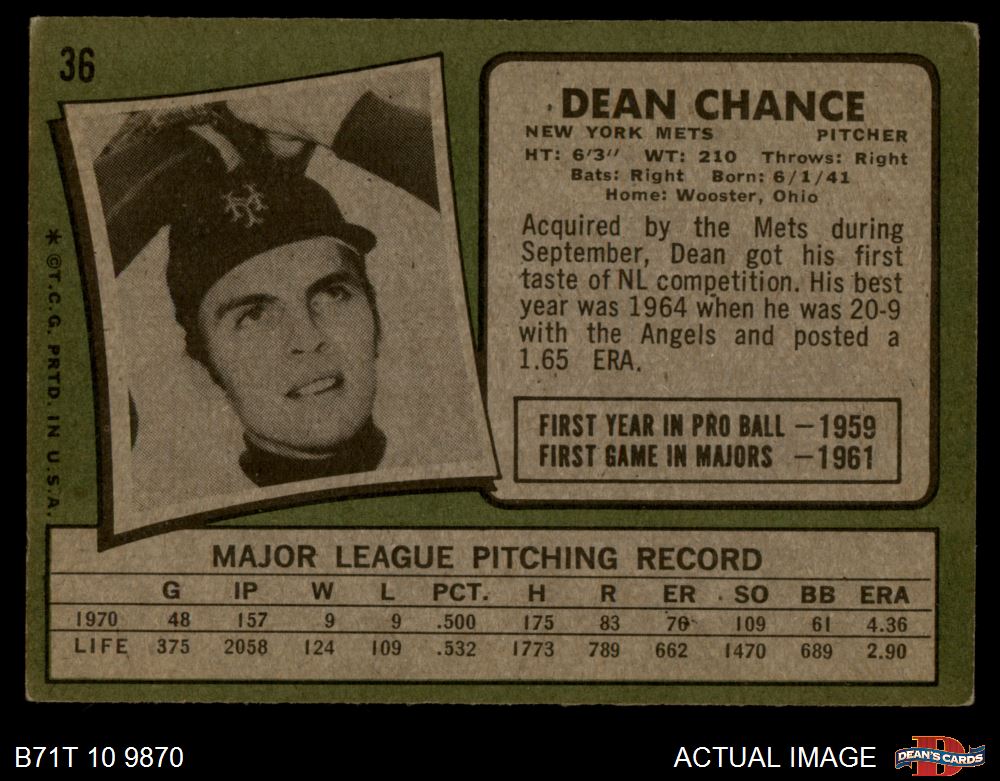 36
DEAN CHANCE
NEW YORK METS PITCHER
HT: 6'3" WT: 210 Throws: Right
Bats: Right Born: 6/1/41
Home: Wooster, Ohio
Acquired by the Mets during
September, Dean got his first
taste of NL competition. His best
year was 1964 when he was 20-9
with the Angels and posted a
1.65 ERA.
FIRST YEAR IN PRO BALL — 1959
FIRST GAME IN MAJORS — 1961
NY
* © T.C.G. PRTD. IN U.S.A.
MAJOR LEAGUE PITCHING RECORD
G IP W L PCT. H R ER SO BB ERA
1970 48 157 9 9 .500 175 83 76 109 61 4.36
LIFE 375 2058 124 109 .532 1773 789 662 1470 689 2.90
B71T 10 9870 ACTUAL IMAGE
D
DEAN'S CARDS